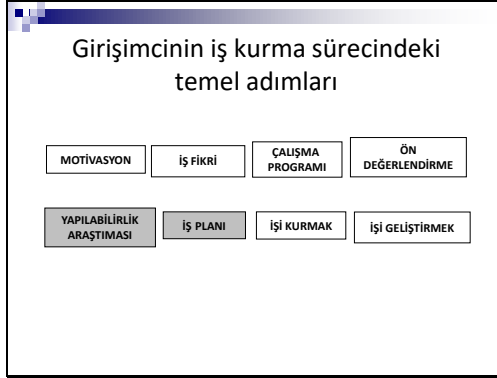 Girişimcinin iş kurma sürecindeki
temel adımları
MOTİVASYON
İŞ FİKRİ
ÇALIŞMA
PROGRAMI
ÖN
DEĞERLENDİRME
YAPILABİLİRLİK
ARAŞTIMASI
İŞ PLANI
İŞİ KURMAK
İŞİ GELİŞTİRMEK